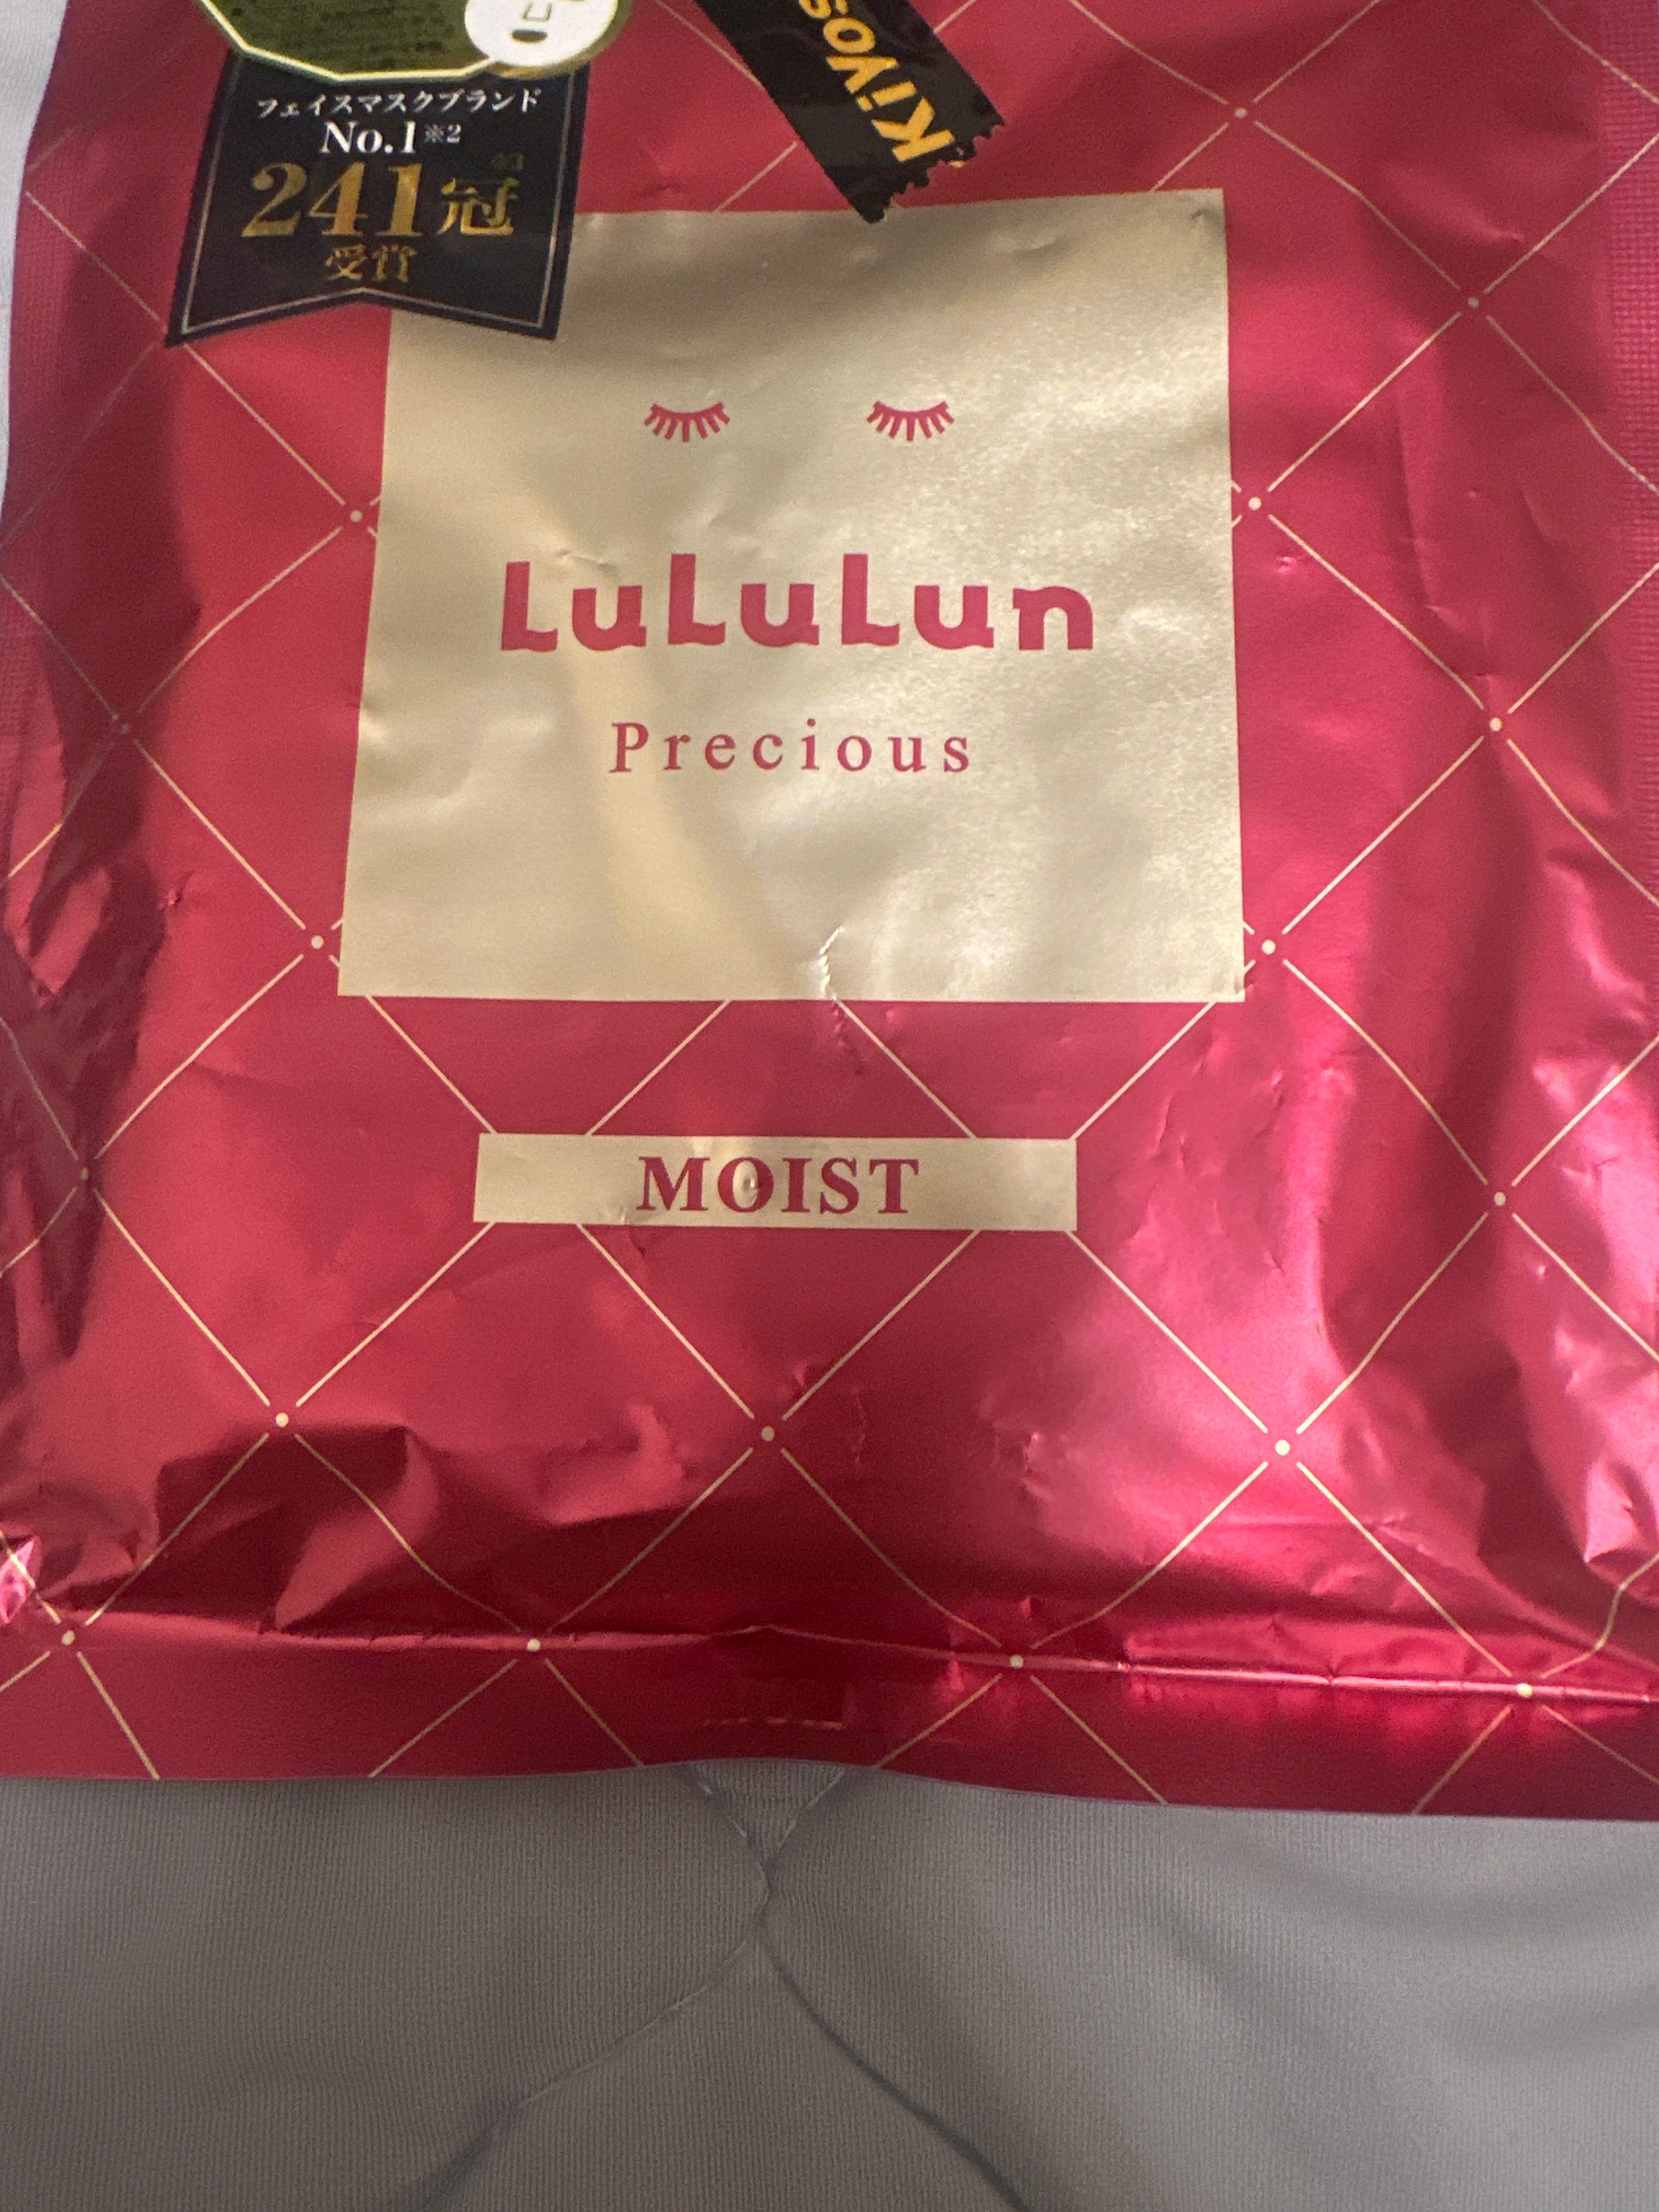 フェイスマスクブランド
No.1※2
241冠
受賞
Kiyos
LuLuLun
Precious
MOIST